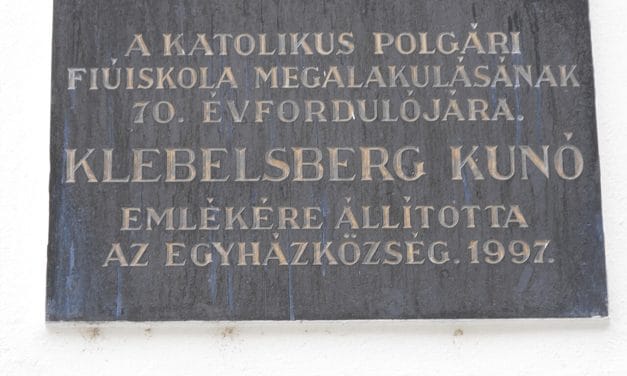 A KATOLIKUS POLGÁRI
FIÚISKOLA MEGALAKULÁSÁNAK
70. ÉVFORDULÓJÁRA.
KLEBELSBERG KUNÓ
EMLÉKÉRE ÁLLÍTOTTA
AZ EGYHÁZKÖZSÉG. 1997.